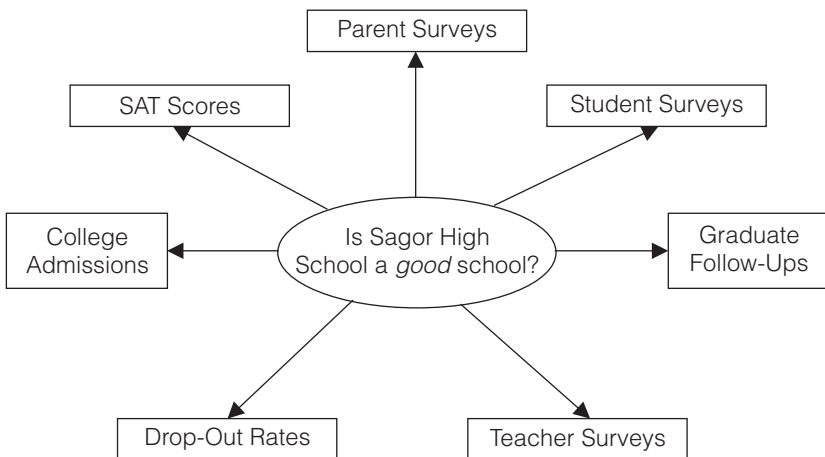 Parent Surveys
SAT Scores
Student Surveys
College
Admissions
Is Sagor High
School a good school?
Graduate
Follow-Ups
Drop-Out Rates
Teacher Surveys